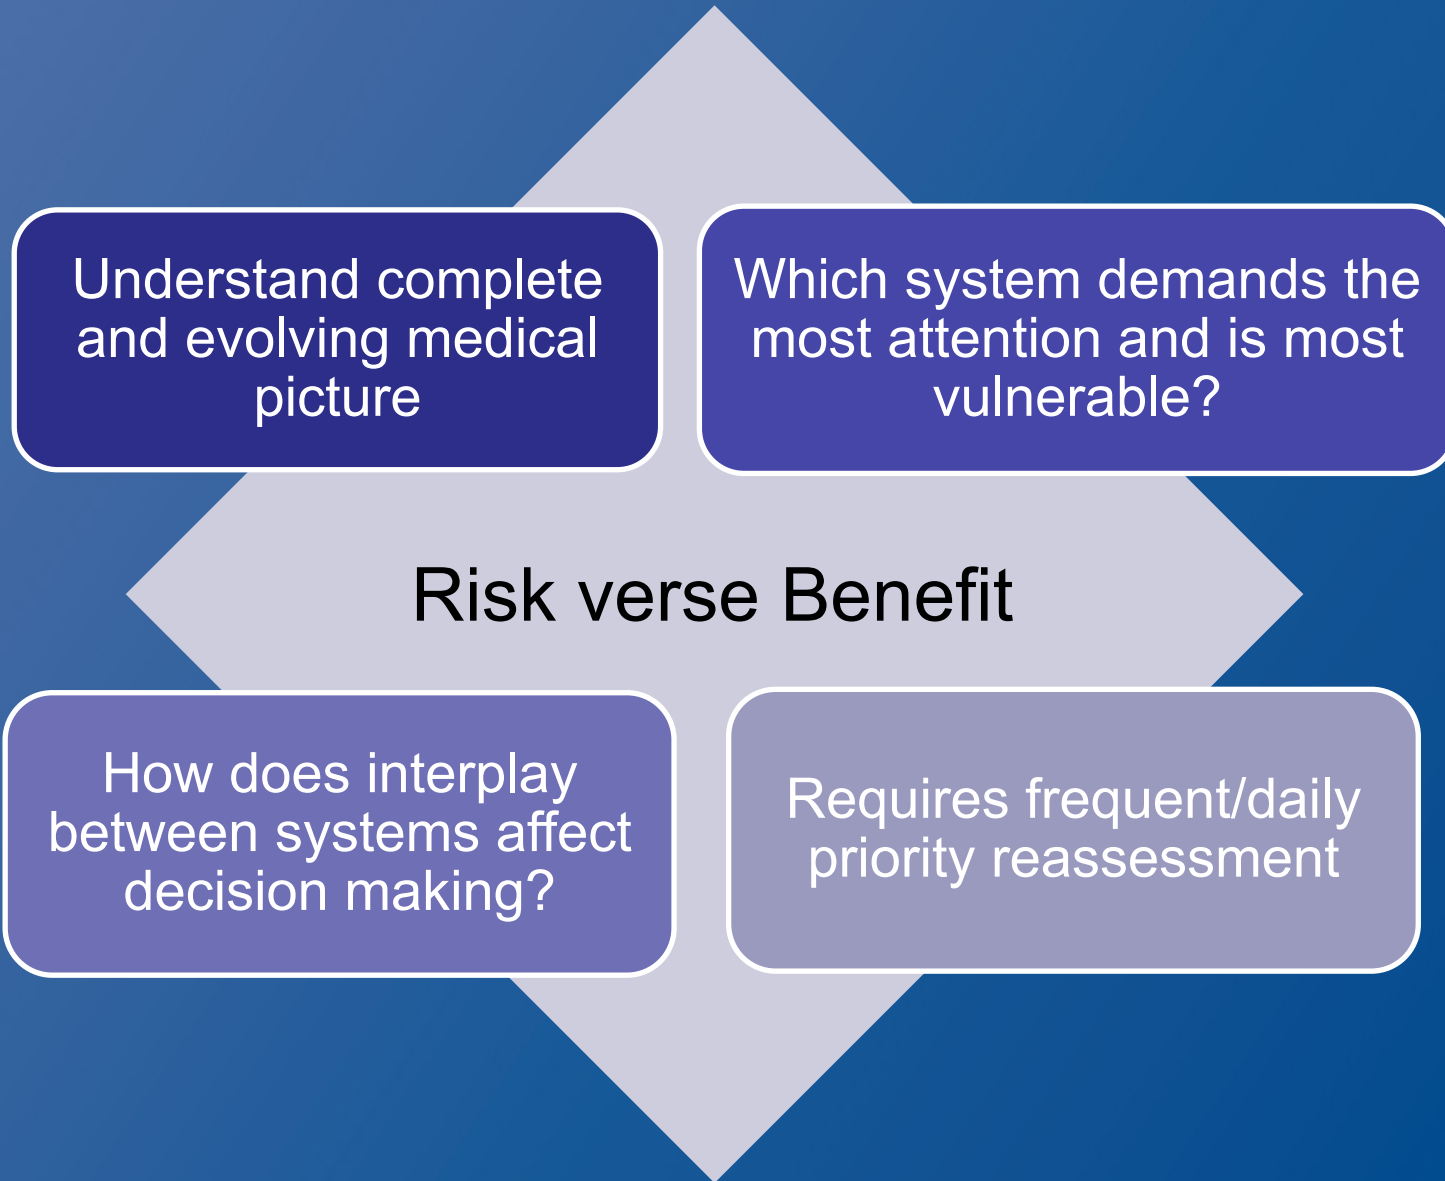 Understand complete
and evolving medical
picture
Which system demands the
most attention and is most
vulnerable?
Risk verse Benefit
How does interplay
between systems affect
decision making?
Requires frequent/daily
priority reassessment